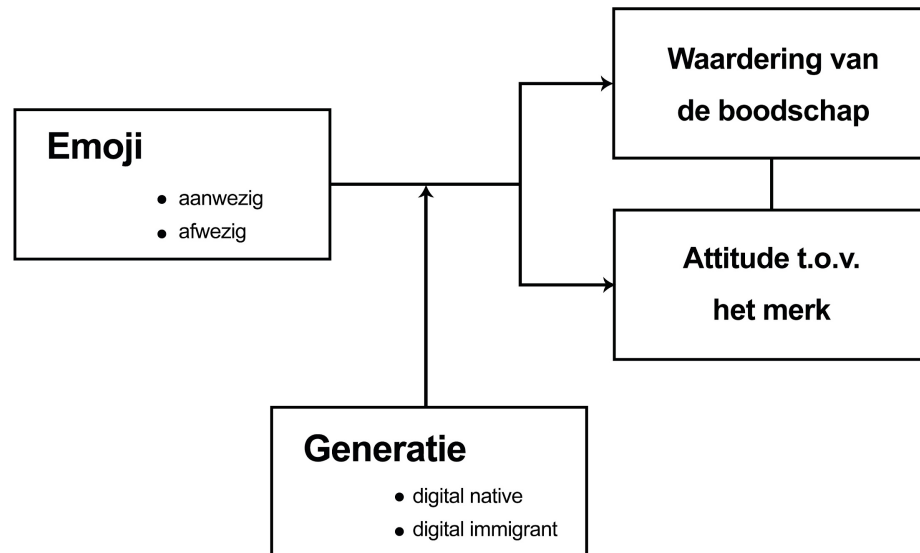 Waardering van
de boodschap
Emoji
• aanwezig
• afwezig
Attitude t.o.v.
het merk
Generatie
• digital native
• digital immigrant